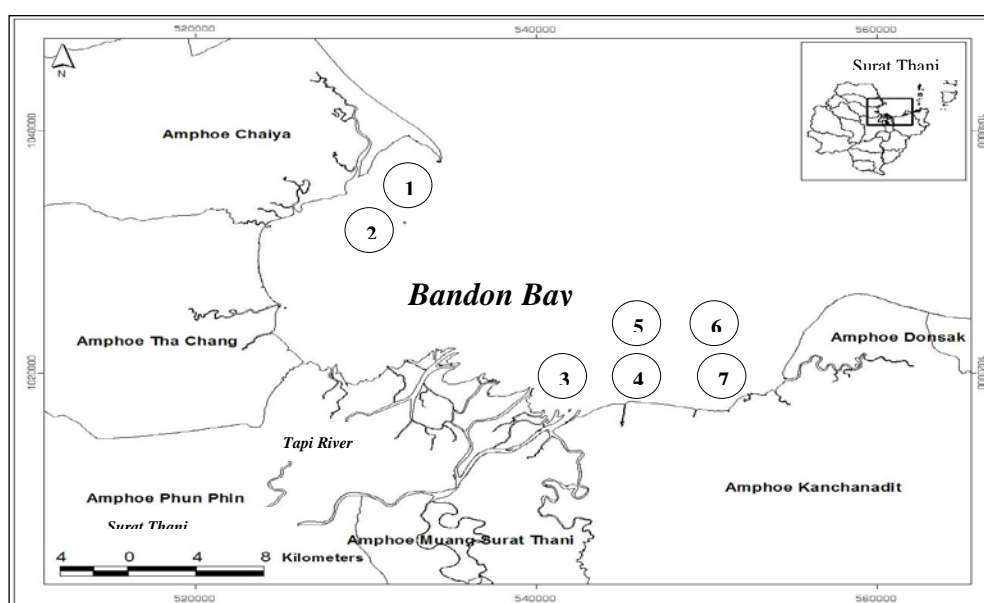 520000
540000
560000
N
Surat Thani
1040000
Amphoe Chaiya
1
2
Bandon Bay
5
6
Amphoe Tha Chang
Amphoe Donsak
1020000
3
4
7
Tapi River
Amphoe Phun Phin
Amphoe Kanchanadit
Surat Thani
Amphoe Muang Surat Thani
4 0 4 8 Kilometers
520000
540000
560000